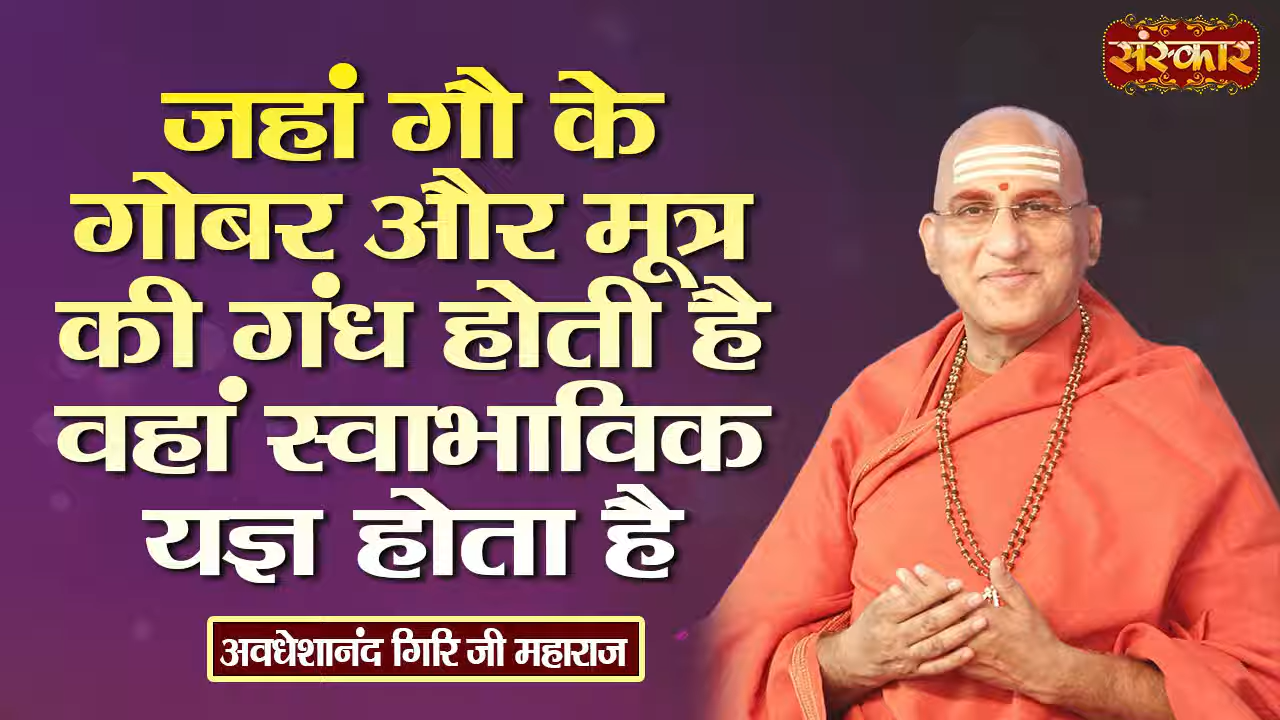 संस्कार
जहां गौ के
गोबर और मूत्र
की गंध होती है
वहां स्वाभाविक
यज्ञ होता है
अवधेशानंद गिरि जी महाराज